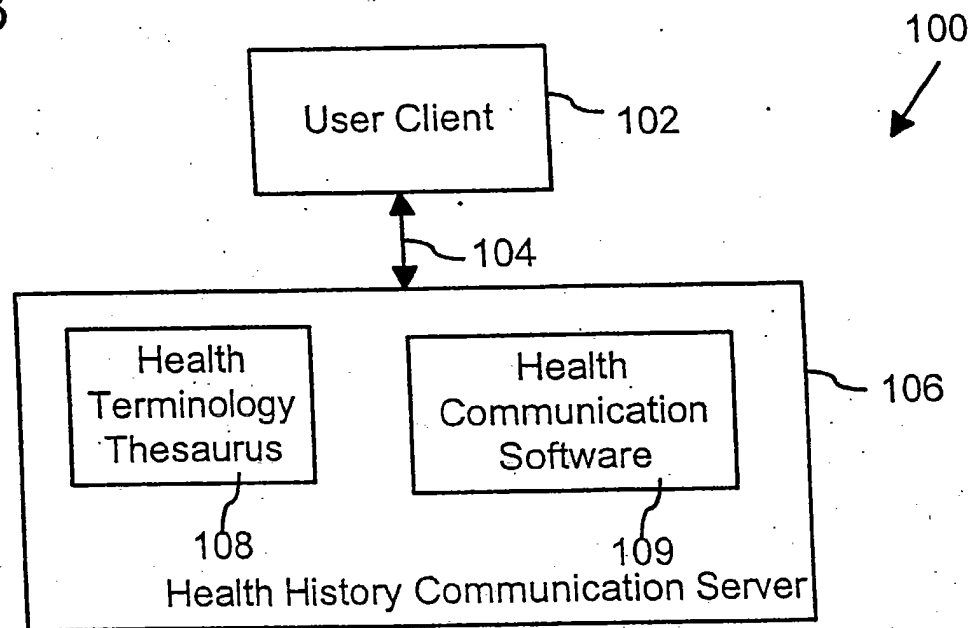 100
User Client
102
104
Health
Terminology
Thesaurus
Health
Communication
Software
106
108
109
Health History Communication Server